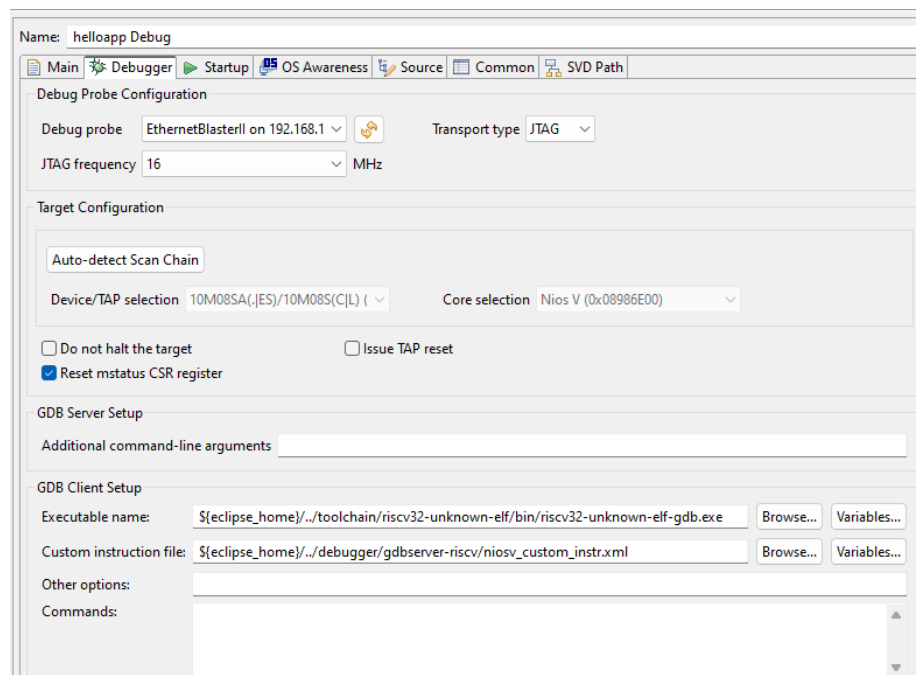 Name: helloapp Debug
Main Debugger Startup OS Awareness Source Common SVD Path
Debug Probe Configuration
Debug probe EthernetBlasterII on 192.168.1 Transport type JTAG
JTAG frequency 16 MHz
Target Configuration
Auto-detect Scan Chain
Device/TAP selection 10M08SA(.|ES)/10M08S(C|L) ( Core selection Nios V (0x08986E00)
Do not halt the target Issue TAP reset
Reset mstatus CSR register
GDB Server Setup
Additional command-line arguments
GDB Client Setup
Executable name: ${eclipse_home}/../toolchain/riscv32-unknown-elf/bin/riscv32-unknown-elf-gdb.exe Browse... Variables...
Custom instruction file: ${eclipse_home}/../debugger/gdbserver-riscv/niosv_custom_instr.xml Browse... Variables...
Other options:
Commands: